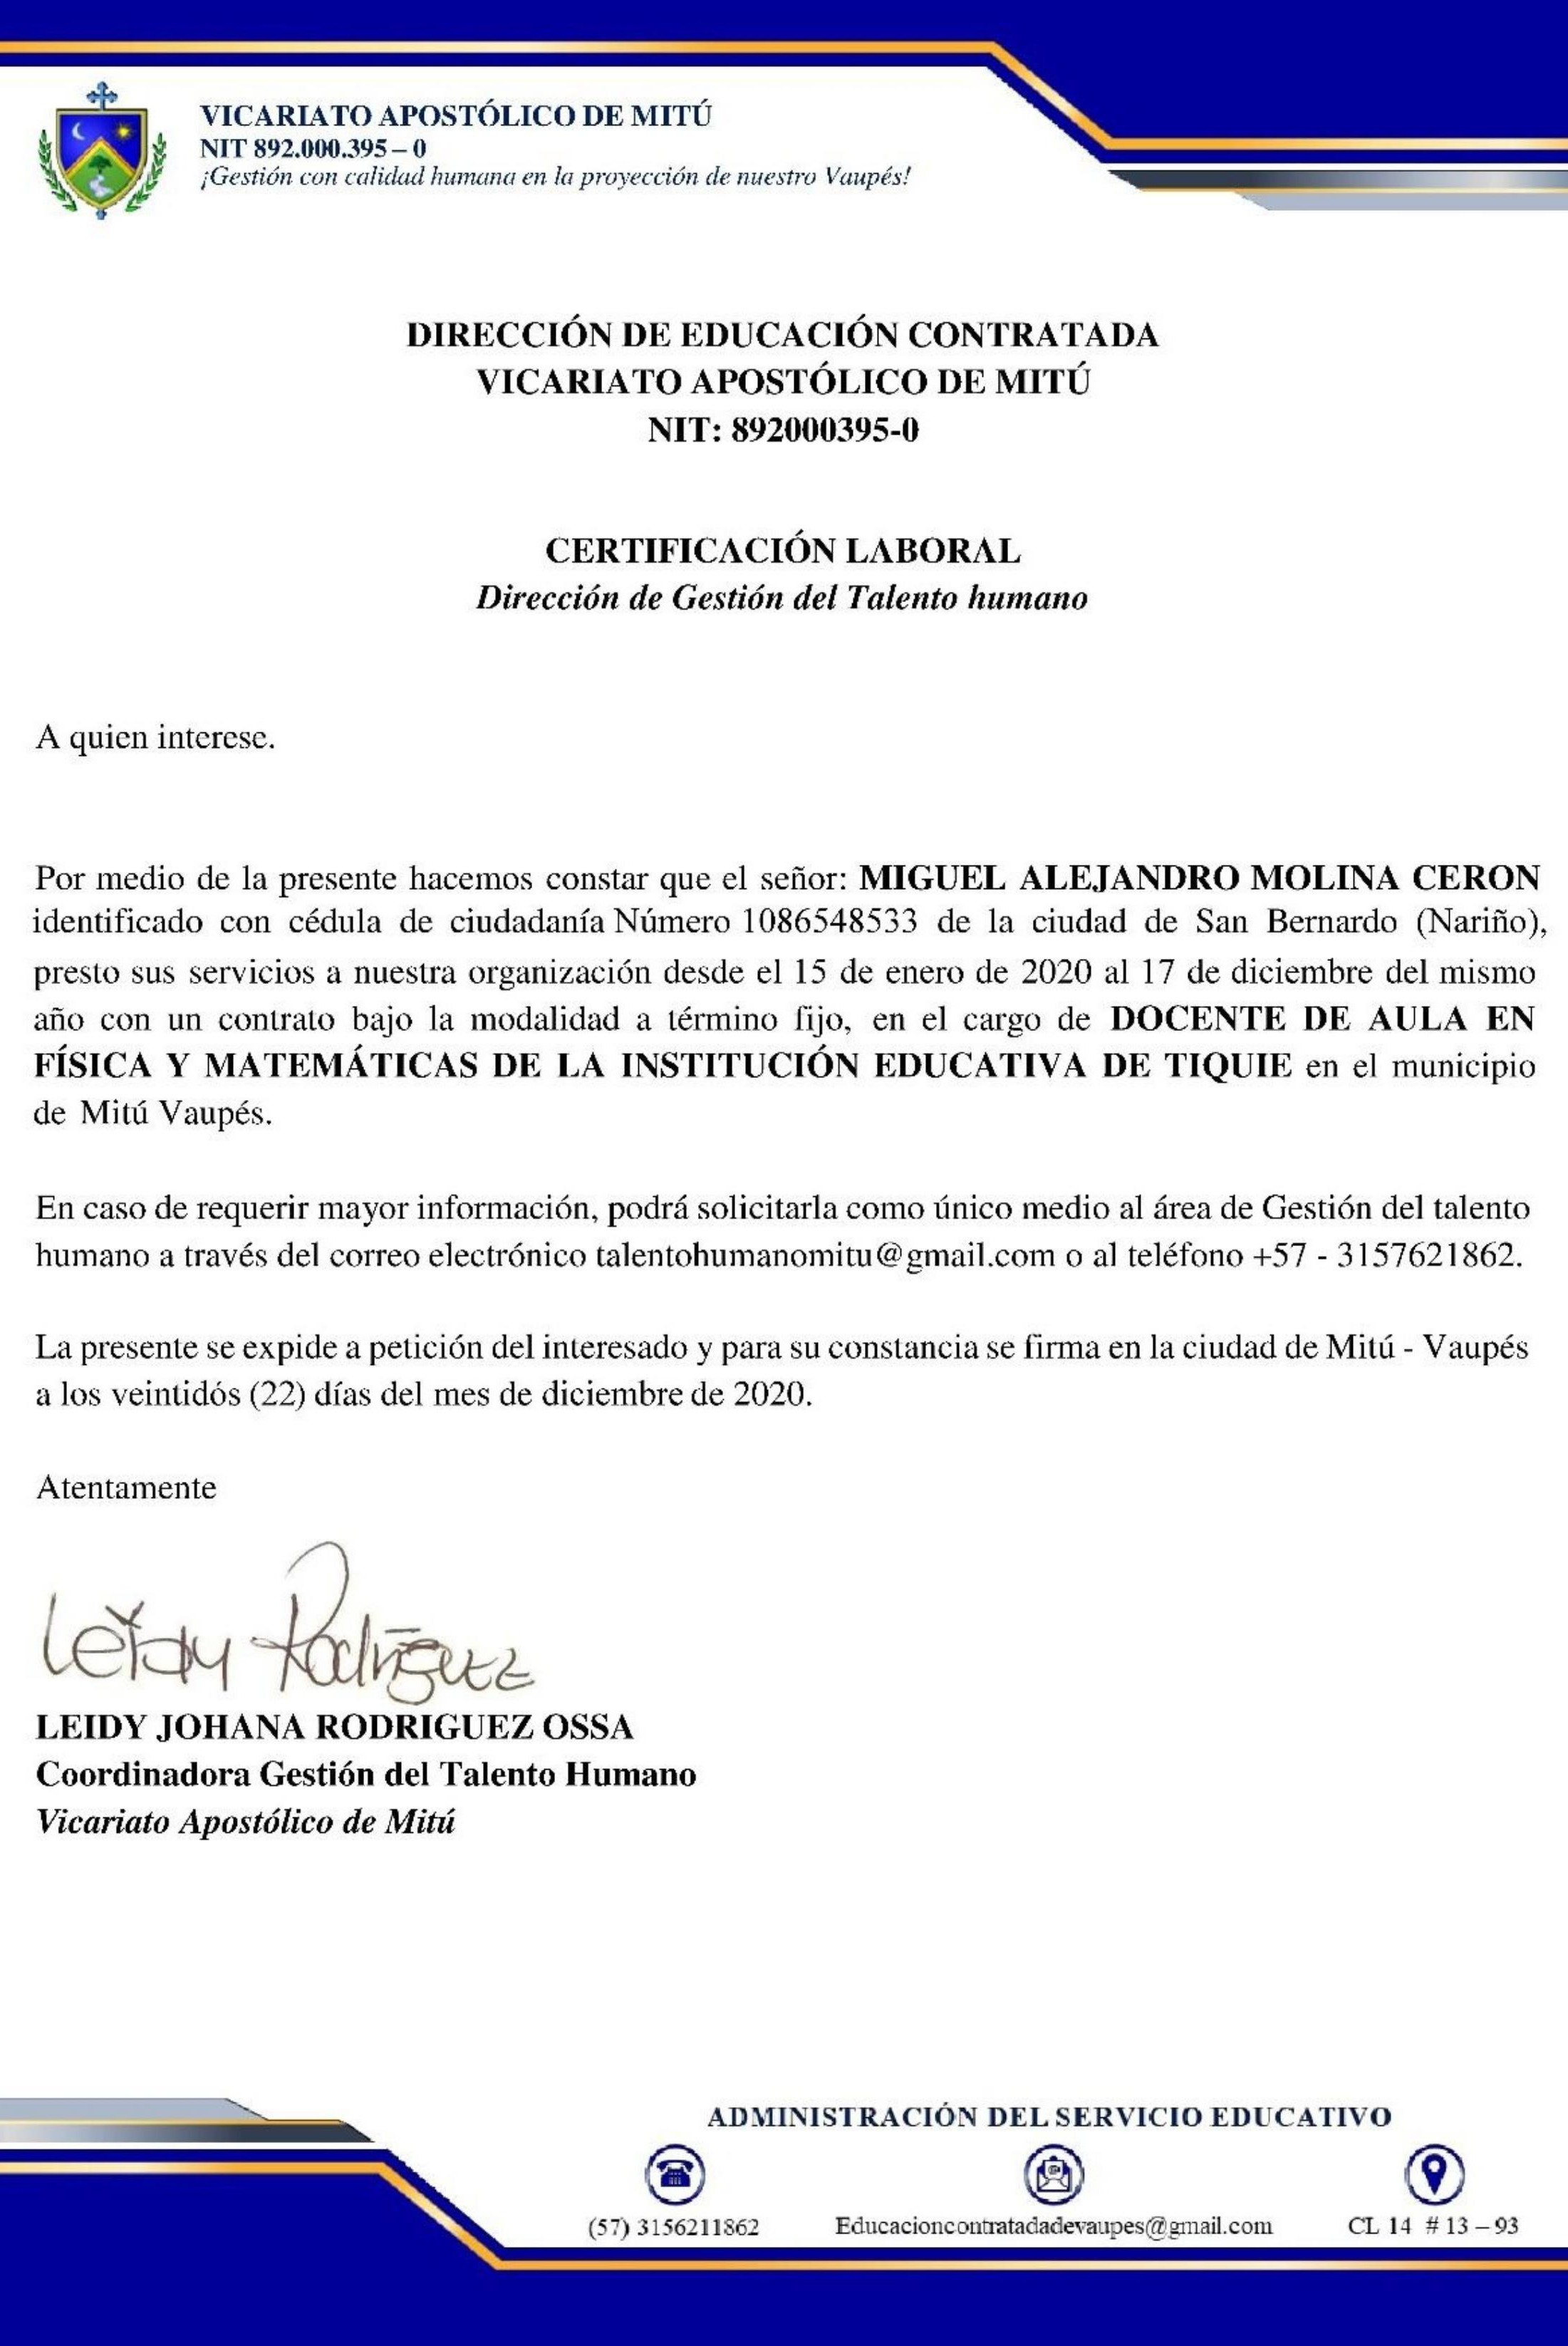 VICARIATO APOSTÓLICO DE MITÚ
NIT 892.000.395 – 0
¡Gestión con calidad humana en la proyección de nuestro Vaupés!
DIRECCIÓN DE EDUCACIÓN CONTRATADA
VICARIATO APOSTÓLICO DE MITÚ
NIT: 892000395-0
CERTIFICACIÓN LABORAL
Dirección de Gestión del Talento humano
A quien interese.
Por medio de la presente hacemos constar que el señor: MIGUEL ALEJANDRO MOLINA CERON
identificado con cédula de ciudadanía Número 1086548533 de la ciudad de San Bernardo (Nariño),
presto sus servicios a nuestra organización desde el 15 de enero de 2020 al 17 de diciembre del mismo
año con un contrato bajo la modalidad a término fijo, en el cargo de DOCENTE DE AULA EN
FÍSICA Y MATEMÁTICAS DE LA INSTITUCIÓN EDUCATIVA DE TIQUIE en el municipio
de Mitú Vaupés.
En caso de requerir mayor información, podrá solicitarla como único medio al área de Gestión del talento
humano a través del correo electrónico talentohumanomitu@gmail.com o al teléfono +57 - 3157621862.
La presente se expide a petición del interesado y para su constancia se firma en la ciudad de Mitú - Vaupés
a los veintidós (22) días del mes de diciembre de 2020.
Atentamente
Leidy Rodríguez
LEIDY JOHANA RODRIGUEZ OSSA
Coordinadora Gestión del Talento Humano
Vicariato Apostólico de Mitú
ADMINISTRACIÓN DEL SERVICIO EDUCATIVO
(57) 3156211862 Educacioncontratadadevaupes@gmail.com CL 14 # 13 – 93